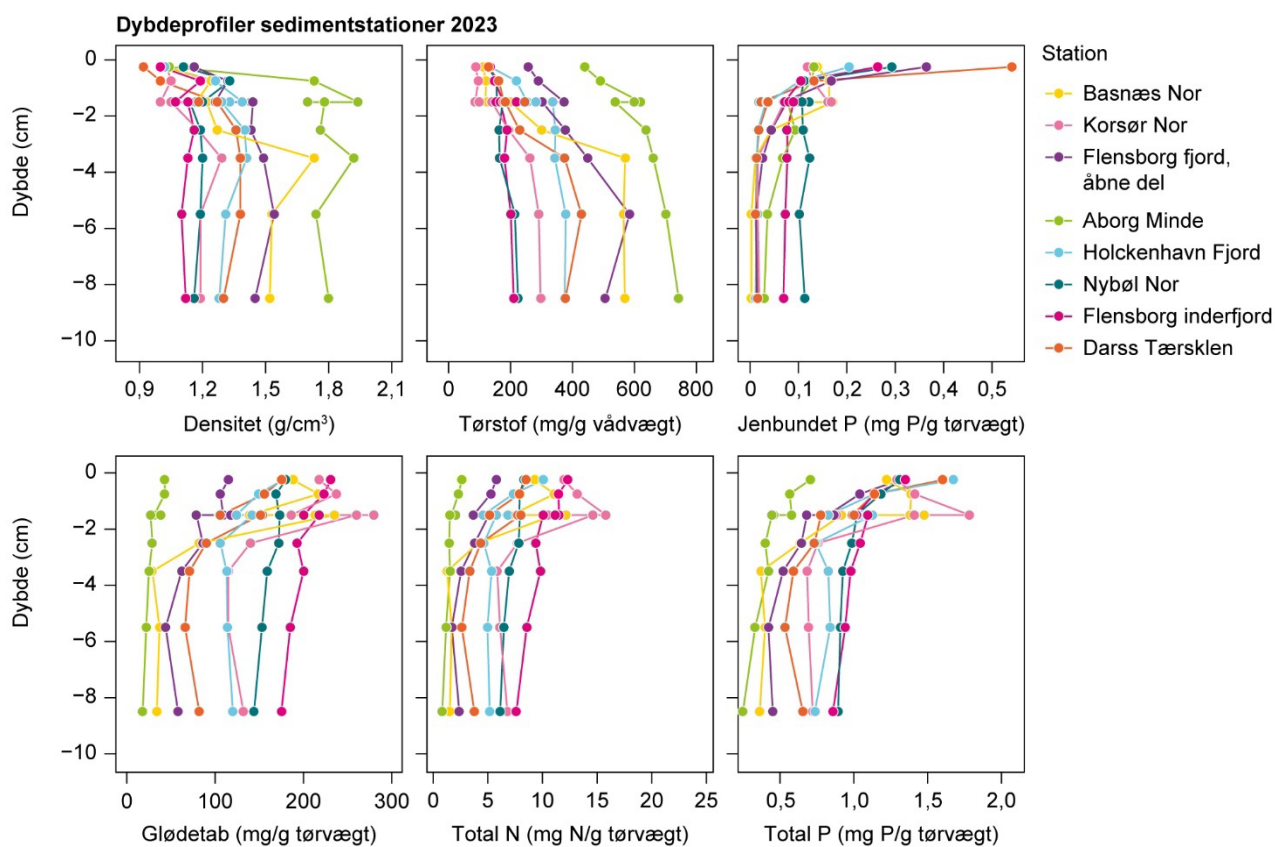 Dybdeprofiler sedimentstationer 2023
Dybde (cm)
0
−2
−4
−6
−8
−10
0,9 1,2 1,5 1,8 2,1
Densitet (g/cm³)
0 200 400 600 800
Tørstof (mg/g vådvægt)
0 0,1 0,2 0,3 0,4 0,5
Jenbundet P (mg P/g tørvægt)
Station
Basnæs Nor
Korsør Nor
Flensborg fjord,
åbne del
Aborg Minde
Holckenhavn Fjord
Nybøl Nor
Flensborg inderfjord
Darss Tærsklen
Dybde (cm)
0
−2
−4
−6
−8
−10
0 100 200 300
Glødetab (mg/g tørvægt)
0 5 10 15 20 25
Total N (mg N/g tørvægt)
0,5 1,0 1,5 2,0
Total P (mg P/g tørvægt)